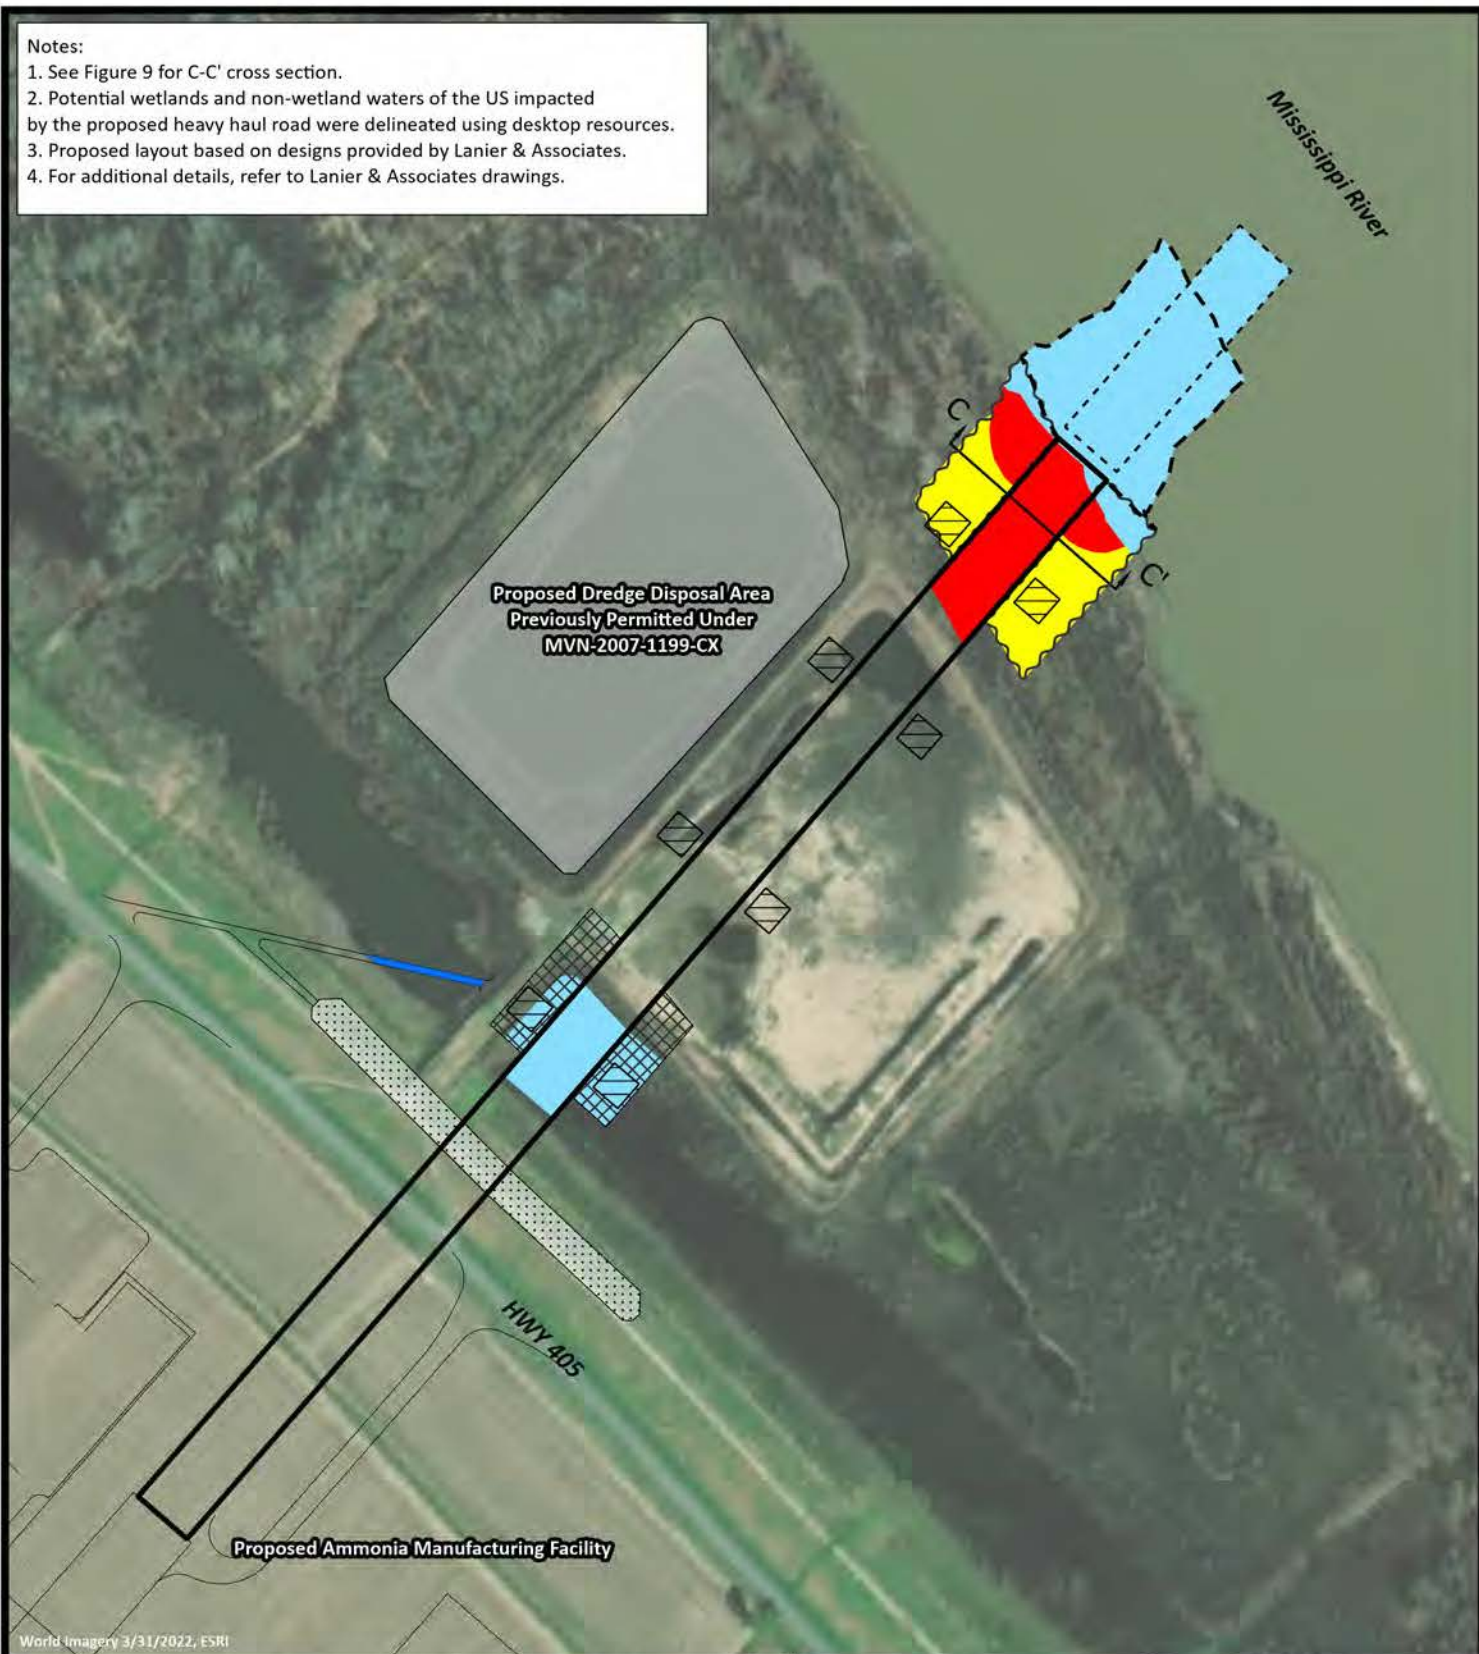 Notes:
1. See Figure 9 for C-C' cross section.
2. Potential wetlands and non-wetland waters of the US impacted
by the proposed heavy haul road were delineated using desktop resources.
3. Proposed layout based on designs provided by Lanier & Associates.
4. For additional details, refer to Lanier & Associates drawings.
Mississippi River
C
C'
Proposed Dredge Disposal Area
Previously Permitted Under
MVN-2007-1199-CX
HWY 405
Proposed Ammonia Manufacturing Facility
World Imagery 3/31/2022, ESRI